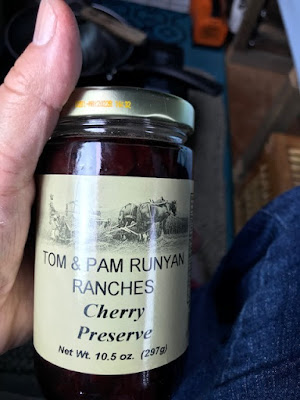 TOM & PAM RUNYAN
RANCHES
Cherry
Preserve
Net Wt. 10.5 oz. (297g)